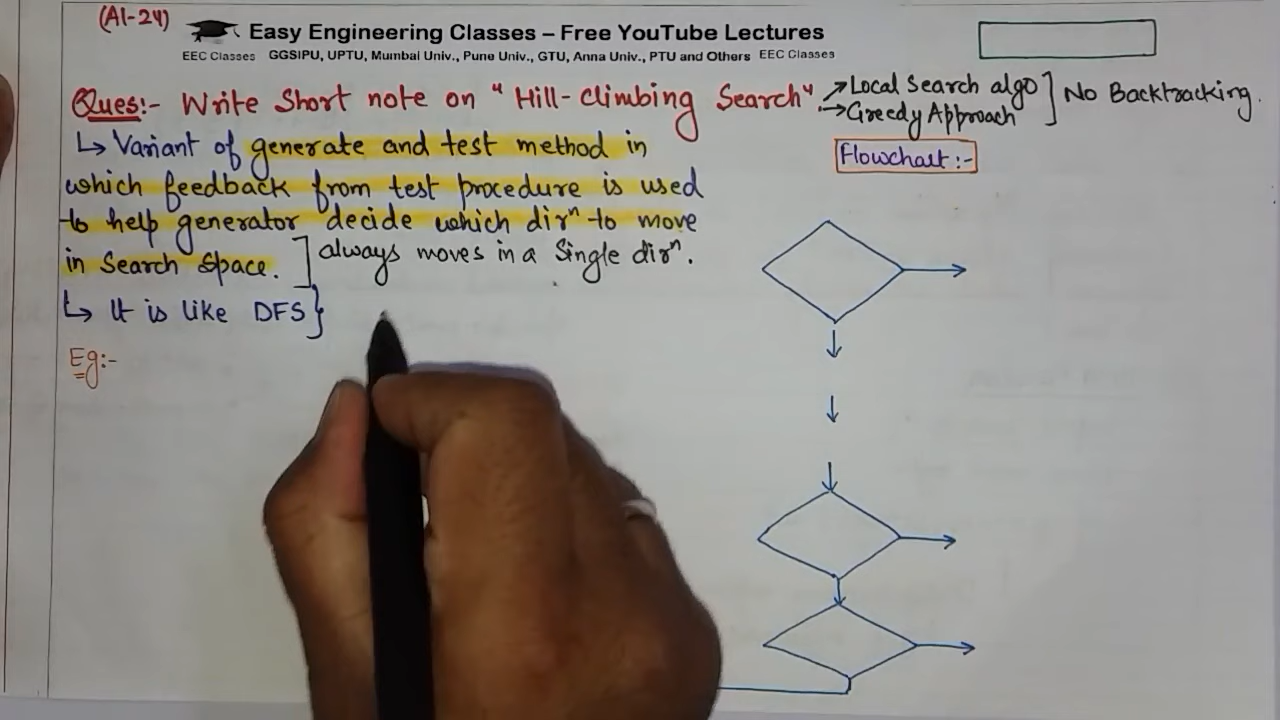 (AI-24)
Easy Engineering Classes – Free YouTube Lectures
EEC Classes GGSIPU, UPTU, Mumbai Univ., Pune Univ., GTU, Anna Univ., PTU and Others EEC Classes
Ques:- Write Short note on "Hill-Climbing Search".
→ Local Search algo
→ Greedy Approach
] No Backtracking.
↳ Variant of generate and test method in
which feedback from test procedure is used
to help generator decide which dirⁿ to move
in Search Space. ] always moves in a Single dirⁿ.
↳ It is like DFS}
Eg:-
Flowchart:-